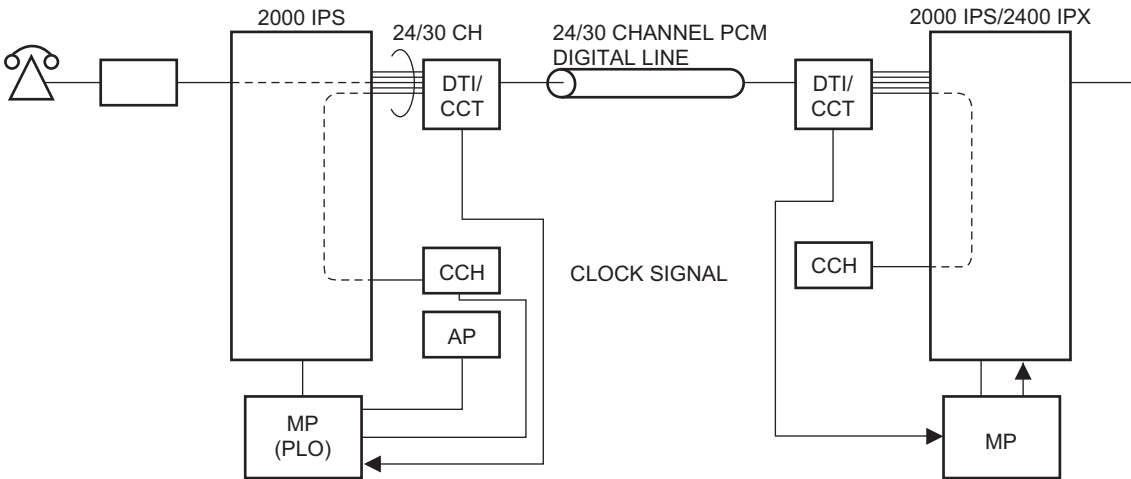 2000 IPS
2000 IPS/2400 IPX
24/30 CH
24/30 CHANNEL PCM
DIGITAL LINE
DTI/
CCT
DTI/
CCT
CCH
CLOCK SIGNAL
CCH
AP
MP
(PLO)
MP